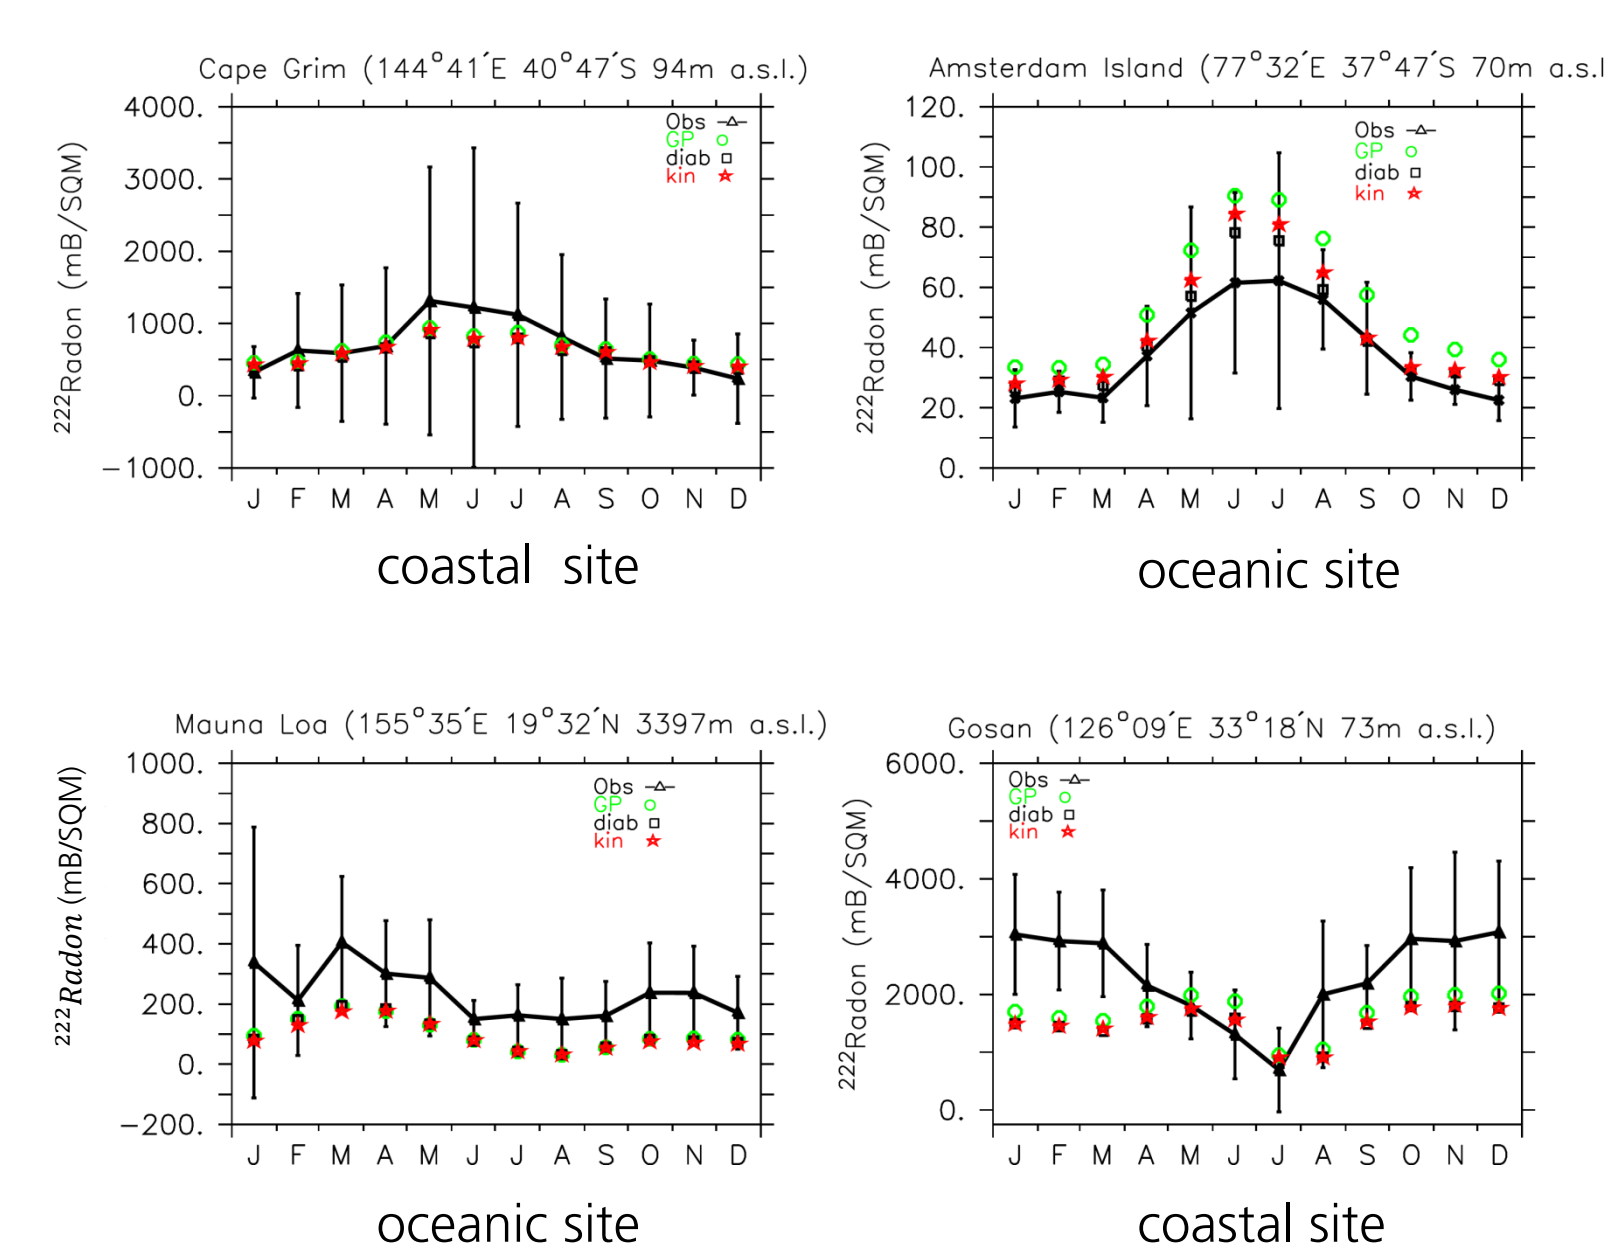 Cape Grim (144°41´E 40°47´S 94m a.s.l.)
4000.
3000.
2000.
1000.
0.
−1000.
²²²²Radon (mB/SQM)
Obs
GP
diab
kin
J F M A M J J A S O N D
coastal site
Amsterdam Island (77°32´E 37°47´S 70m a.s.l
120.
100.
80.
60.
40.
20.
0.
²²²²Radon (mB/SQM)
Obs
GP
diab
kin
J F M A M J J A S O N D
oceanic site
Mauna Loa (155°35´E 19°32´N 3397m a.s.l.)
1000.
800.
600.
400.
200.
0.
−200.
²²²²Radon (mB/SQM)
Obs
GP
diab
kin
J F M A M J J A S O N D
oceanic site
Gosan (126°09´E 33°18´N 73m a.s.l.)
6000.
4000.
2000.
0.
²²²²Radon (mB/SQM)
Obs
GP
diab
kin
J F M A M J J A S O N D
coastal site